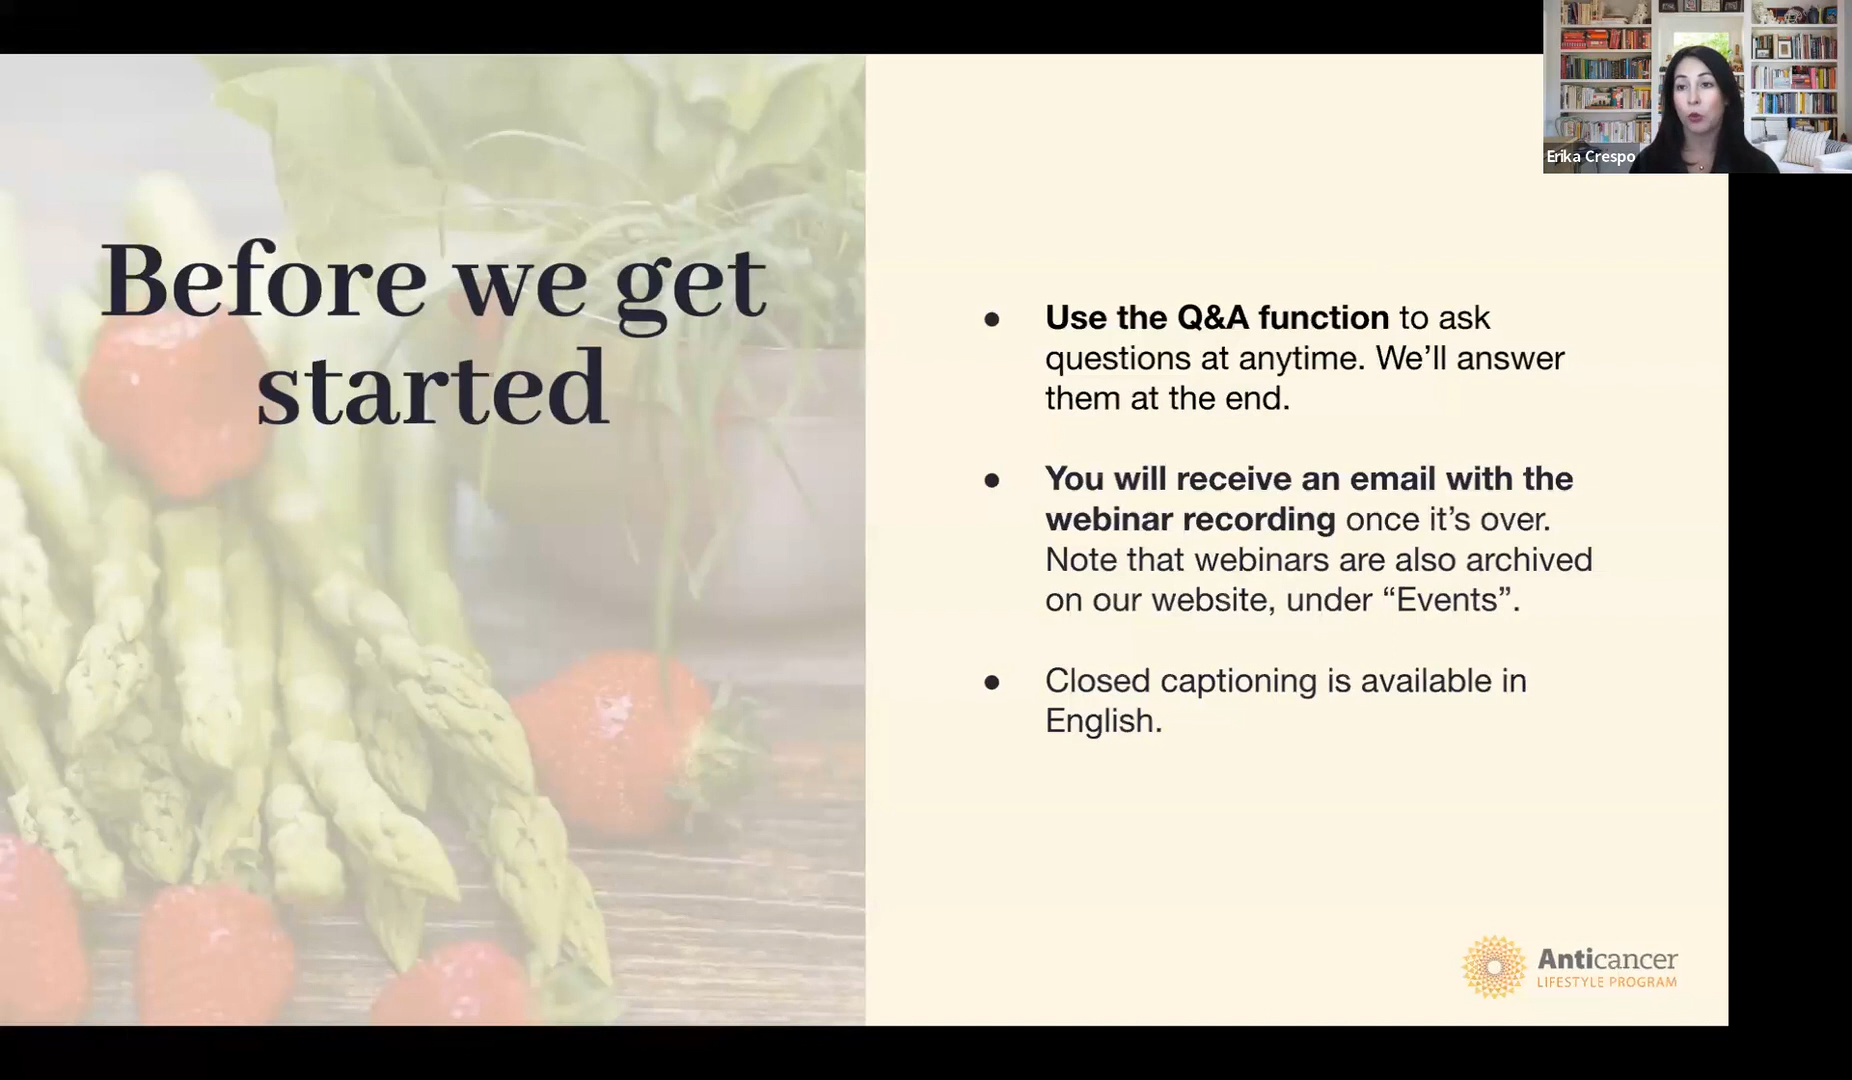 Erika Crespo
Before we get
started
● Use the Q&A function to ask
questions at anytime. We’ll answer
them at the end.
● You will receive an email with the
webinar recording once it’s over.
Note that webinars are also archived
on our website, under “Events”.
● Closed captioning is available in
English.
Anticancer
LIFESTYLE PROGRAM